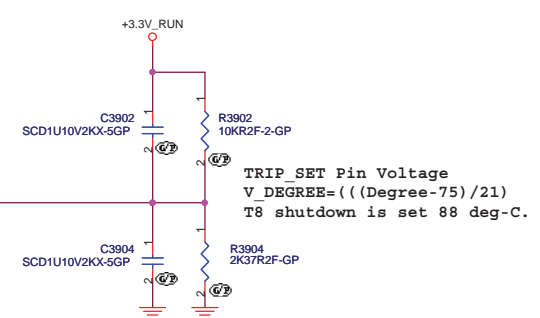 +3.3V_RUN
1
1
C3902
SCD1U10V2KX-5GP
R3902
10KR2F-2-GP
2
G/P
2
G/P
TRIP_SET Pin Voltage
V_DEGREE=(((Degree-75)/21)
T8 shutdown is set 88 deg-C.
1
1
C3904
SCD1U10V2KX-5GP
R3904
2K37R2F-GP
2
G/P
2
G/P